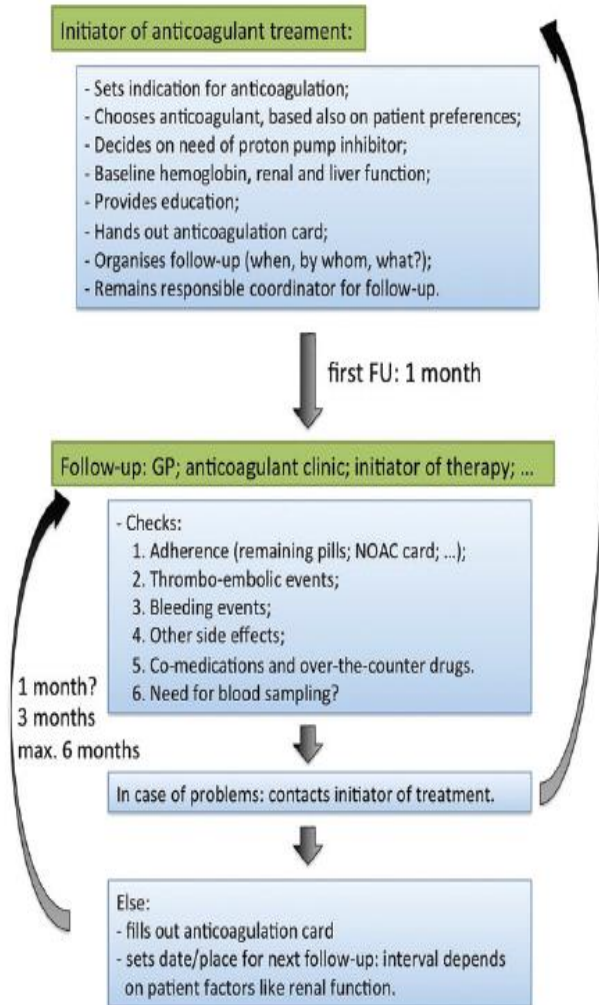 Initiator of anticoagulant treament:
- Sets indication for anticoagulation;
- Chooses anticoagulant, based also on patient preferences;
- Decides on need of proton pump inhibitor;
- Baseline hemoglobin, renal and liver function;
- Provides education;
- Hands out anticoagulation card;
- Organises follow-up (when, by whom, what?);
- Remains responsible coordinator for follow-up.
first FU: 1 month
Follow-up: GP; anticoagulant clinic; initiator of therapy; ...
- Checks:
1. Adherence (remaining pills; NOAC card; ...);
2. Thrombo-embolic events;
3. Bleeding events;
4. Other side effects;
5. Co-medications and over-the-counter drugs.
6. Need for blood sampling?
1 month?
3 months
max. 6 months
In case of problems: contacts initiator of treatment.
Else:
- fills out anticoagulation card
- sets date/place for next follow-up: interval depends
on patient factors like renal function.